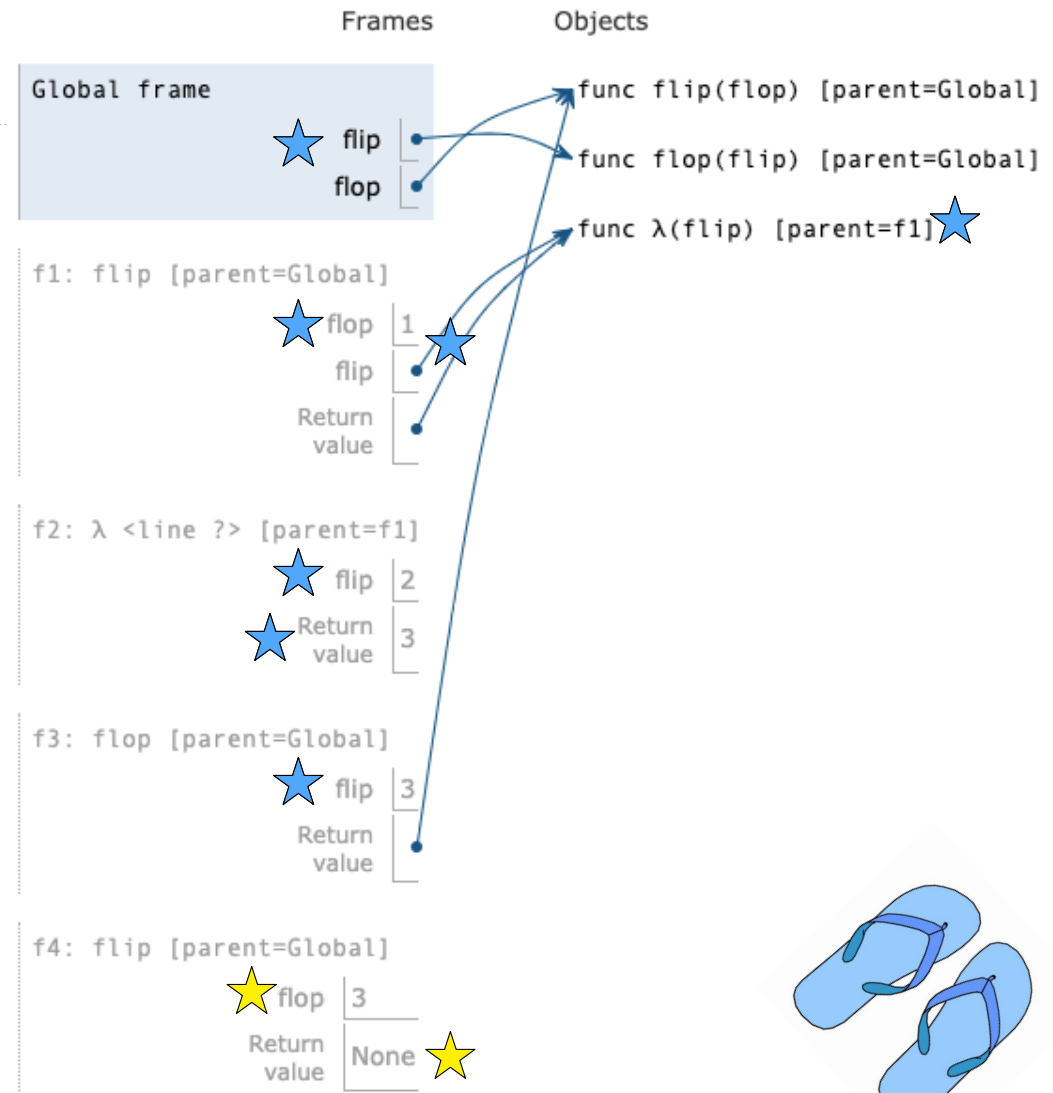 Frames Objects
Global frame
func flip(flop) [parent=Global]
flip
func flop(flip) [parent=Global]
flop
func λ(flip) [parent=f1]
f1: flip [parent=Global]
flop 1
flip
Return
value
f2: λ <line ?> [parent=f1]
flip 2
Return
value 3
f3: flop [parent=Global]
flip 3
Return
value
f4: flip [parent=Global]
flop 3
Return
value None